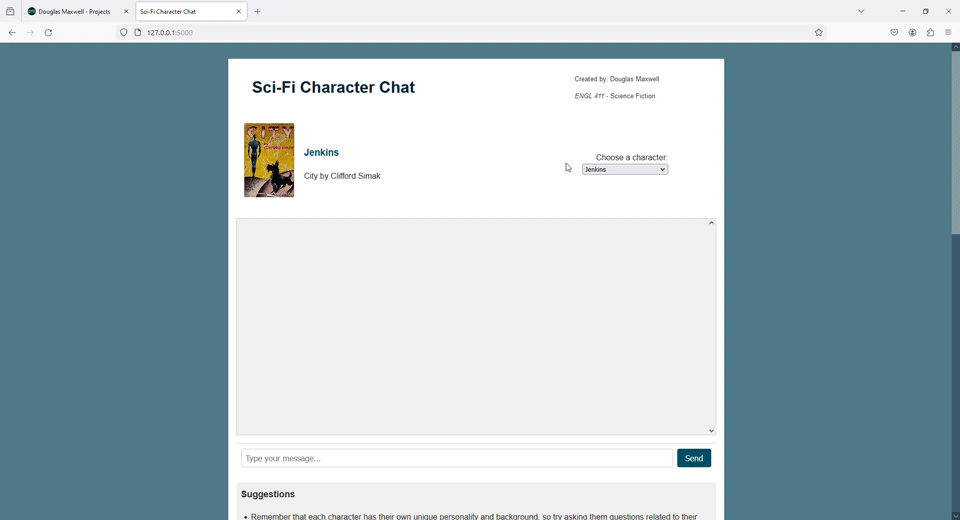 Douglas Maxwell - Projects
Sci-Fi Character Chat
127.0.0.1:5000
Sci-Fi Character Chat
Created by: Douglas Maxwell
ENGL 411 - Science Fiction
CITY
Jenkins
City by Clifford Simak
Choose a character:
Jenkins
Type your message...
Send
Suggestions
Remember that each character has their own unique personality and background, so try asking them questions related to their